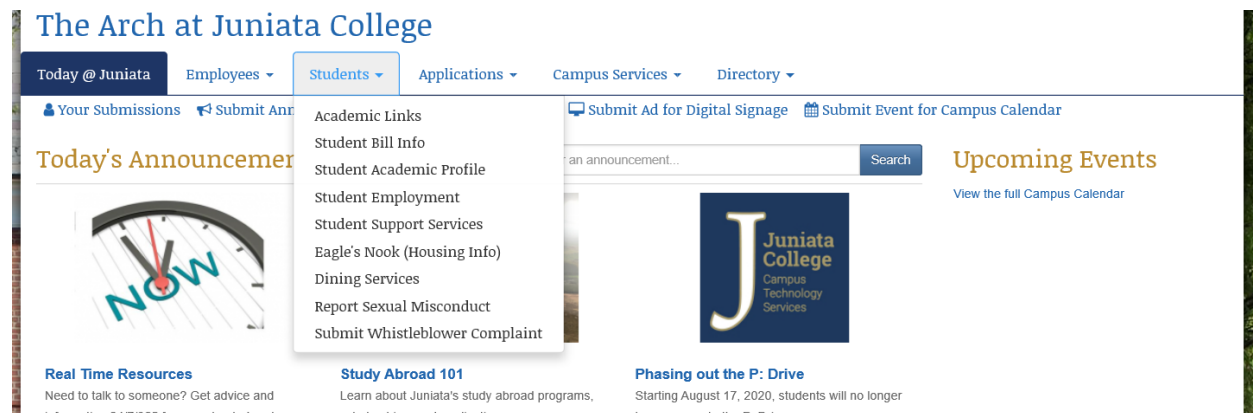 The Arch at Juniata College
Today @ Juniata Employees Students Applications Campus Services Directory
Your Submissions Submit Ann Submit Ad for Digital Signage Submit Event for Campus Calendar
Academic Links
Student Bill Info
Student Academic Profile
Student Employment
Student Support Services
Eagle's Nook (Housing Info)
Dining Services
Report Sexual Misconduct
Submit Whistleblower Complaint
Today's Announcemen
an announcement... Search
Upcoming Events
View the full Campus Calendar
NOW
Juniata
College
Campus
Technology
Services
Real Time Resources
Need to talk to someone? Get advice and
Study Abroad 101
Learn about Juniata's study abroad programs,
Phasing out the P: Drive
Starting August 17, 2020, students will no longer